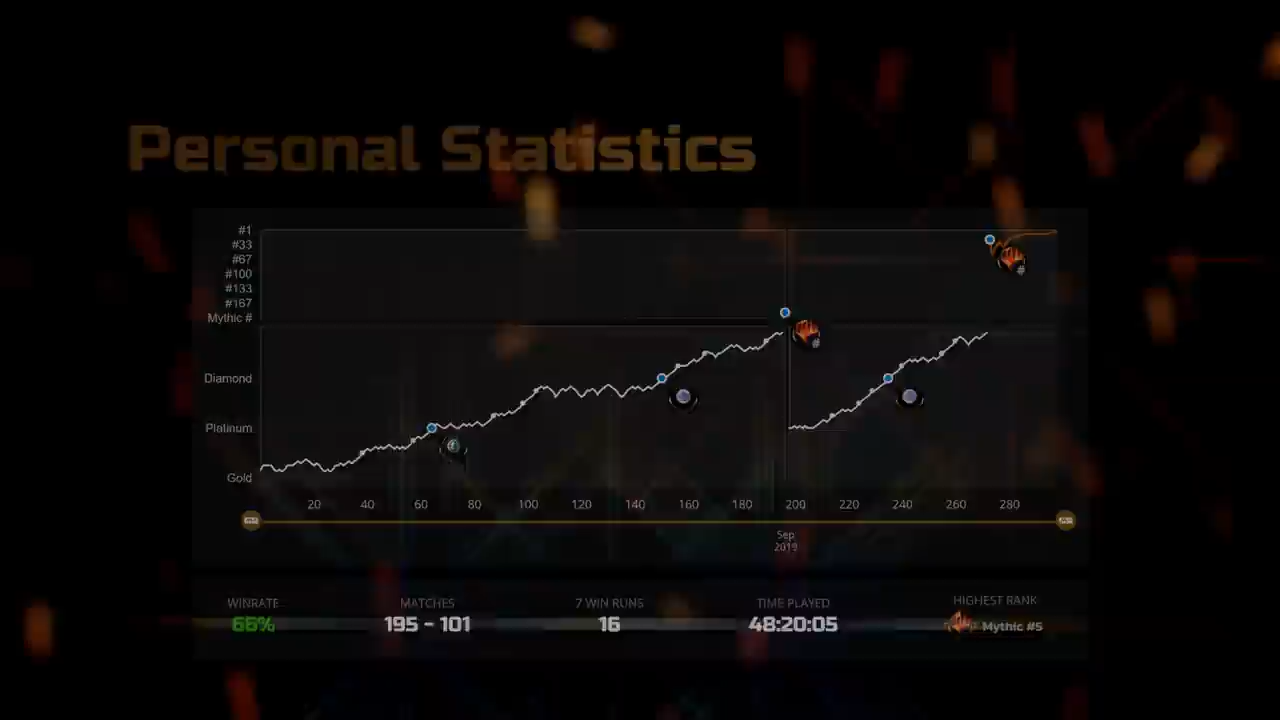 Personal Statistics
#1
#33
#67
#100
#133
#167
Mythic #
Diamond
Platinum
Gold
20 40 60 80 100 120 140 160 180 200 220 240 260 280
Sep
2019
WINRATE MATCHES 7 WIN RUNS TIME PLAYED HIGHEST RANK
66% 195 - 101 16 48:20:05 Mythic #5